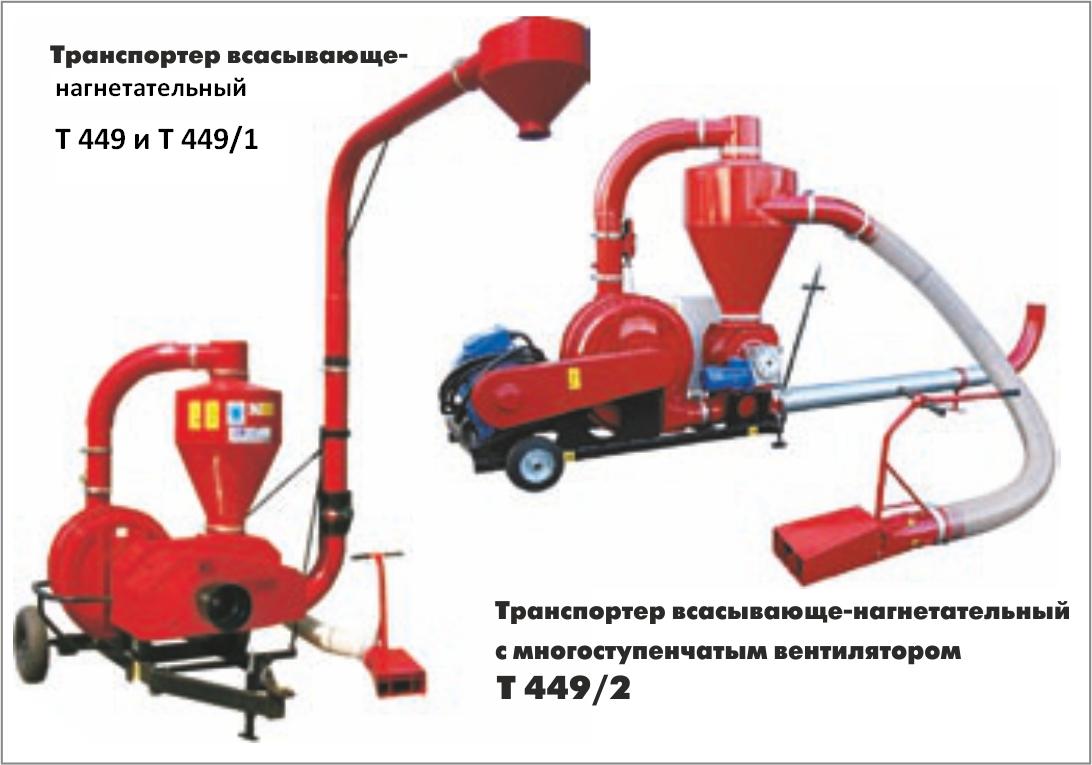 Транспортер всасывающе-
нагнетательный
Т 449 и Т 449/1
Транспортер всасывающе-нагнетательный
с многоступенчатым вентилятором
Т 449/2